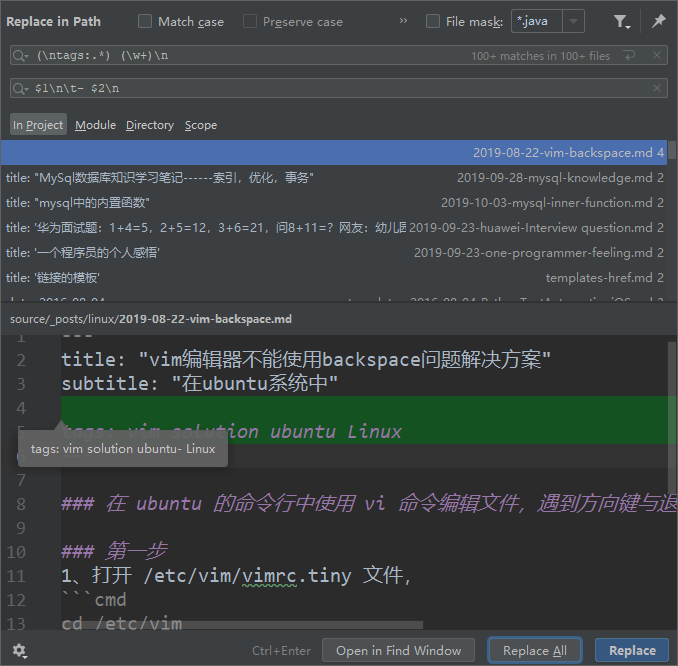 Replace in Path Match case Preserve case » File mask: *.java
(\ntags:.*) (\w+)\n 100+ matches in 100+ files
$1\n\t- $2\n
In Project Module Directory Scope
2019-08-22-vim-backspace.md 4
title: "MySql数据库知识学习笔记------索引，优化，事务" 2019-09-28-mysql-knowledge.md 2
title: "mysql中的内置函数" 2019-10-03-mysql-inner-function.md 2
title: '华为面试题：1+4=5，2+5=12，3+6=21，问8+11=？网友：幼儿园 2019-09-23-huawei-Interview question.md 2
title: '一个程序员的个人感悟' 2019-09-23-one-programmer-feeling.md 2
title: '链接的模板' templates-href.md 2
source/_posts/linux/2019-08-22-vim-backspace.md
1 ---
2 title: "vim编辑器不能使用backspace问题解决方案"
3 subtitle: "在ubuntu系统中"
4
5 tags: vim solution ubuntu Linux
tags: vim solution ubuntu- Linux
6
7
8 ### 在 ubuntu 的命令行中使用 vi 命令编辑文件，遇到方向键与退
9
10 ### 第一步
11 1、打开 /etc/vim/vimrc.tiny 文件，
12 ```cmd
13 cd /etc/vim
Ctrl+Enter Open in Find Window Replace All Replace